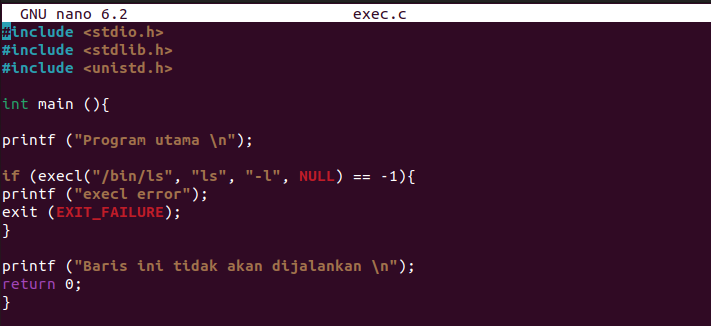 GNU nano 6.2 exec.c
#include <stdio.h>
#include <stdlib.h>
#include <unistd.h>
int main (){
printf ("Program utama \n");
if (execl("/bin/ls", "ls", "-l", NULL) == -1){
printf ("execl error");
exit (EXIT_FAILURE);
}
printf ("Baris ini tidak akan dijalankan \n");
return 0;
}